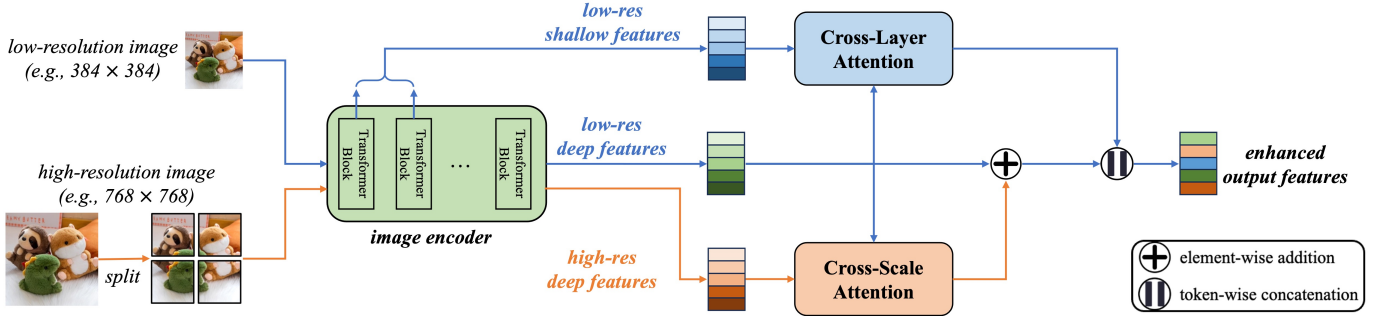 low-resolution image
(e.g., 384 × 384)
high-resolution image
(e.g., 768 × 768)
split
Transformer
Block
Transformer
Block
...
Transformer
Block
image encoder
low-res
shallow features
low-res
deep features
high-res
deep features
Cross-Layer
Attention
Cross-Scale
Attention
enhanced
output features
element-wise addition
token-wise concatenation